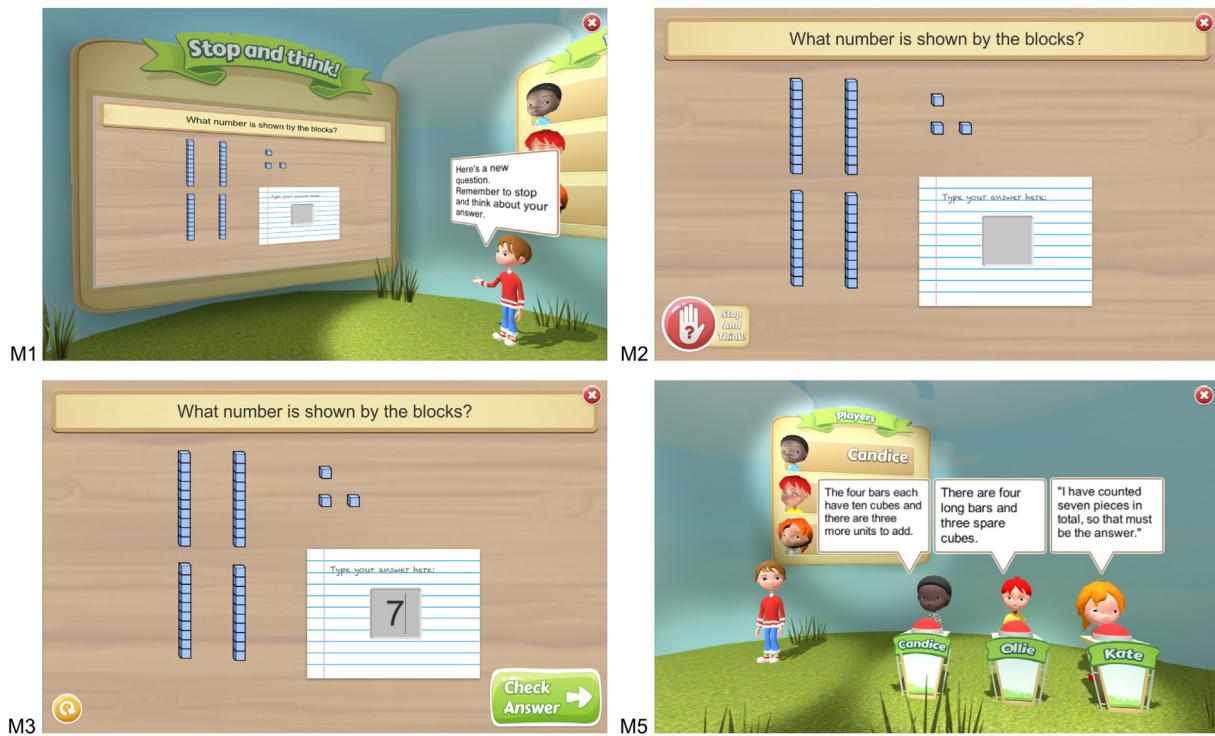 Stop and think!
What number is shown by the blocks?
Type your answer here:
Here's a new
question.
Remember to stop
and think about your
answer.
M1
What number is shown by the blocks?
Type your answer here:
Stop
And
Think!
?
M2
What number is shown by the blocks?
Type your answer here:
7
Check
Answer
M3
Players
Candice
The four bars each
have ten cubes and
there are three
more units to add.
There are four
long bars and
three spare
cubes.
"I have counted
seven pieces in
total, so that must
be the answer."
Candice
Ollie
Kate
M5